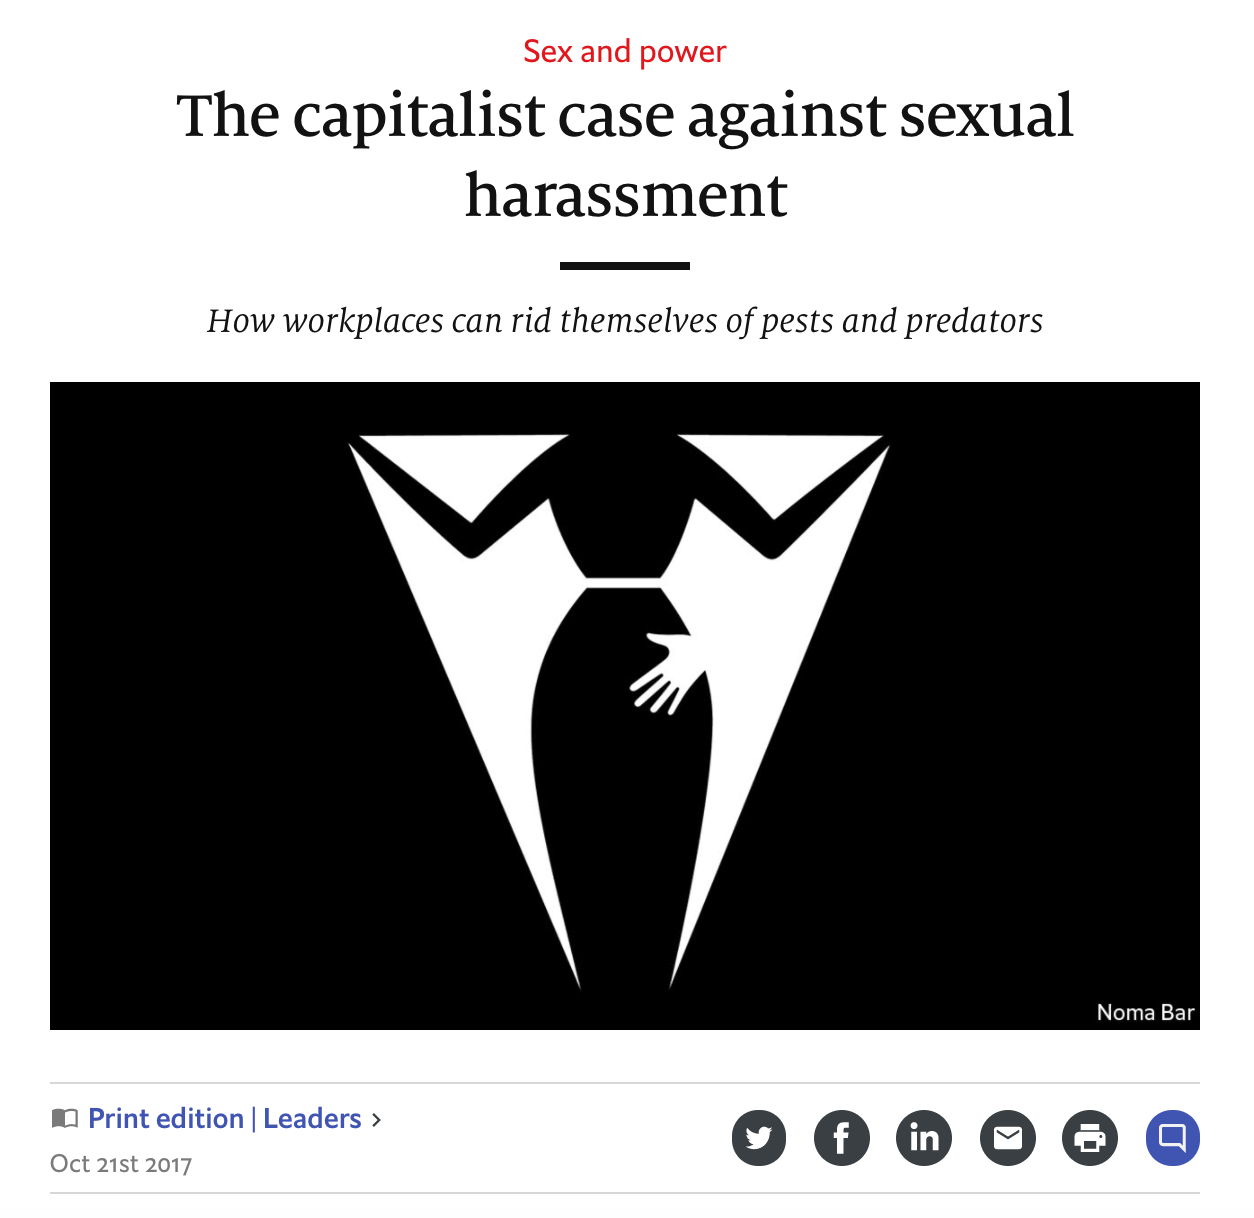 Sex and power
The capitalist case against sexual
harassment
How workplaces can rid themselves of pests and predators
Noma Bar
Print edition | Leaders >
Oct 21st 2017